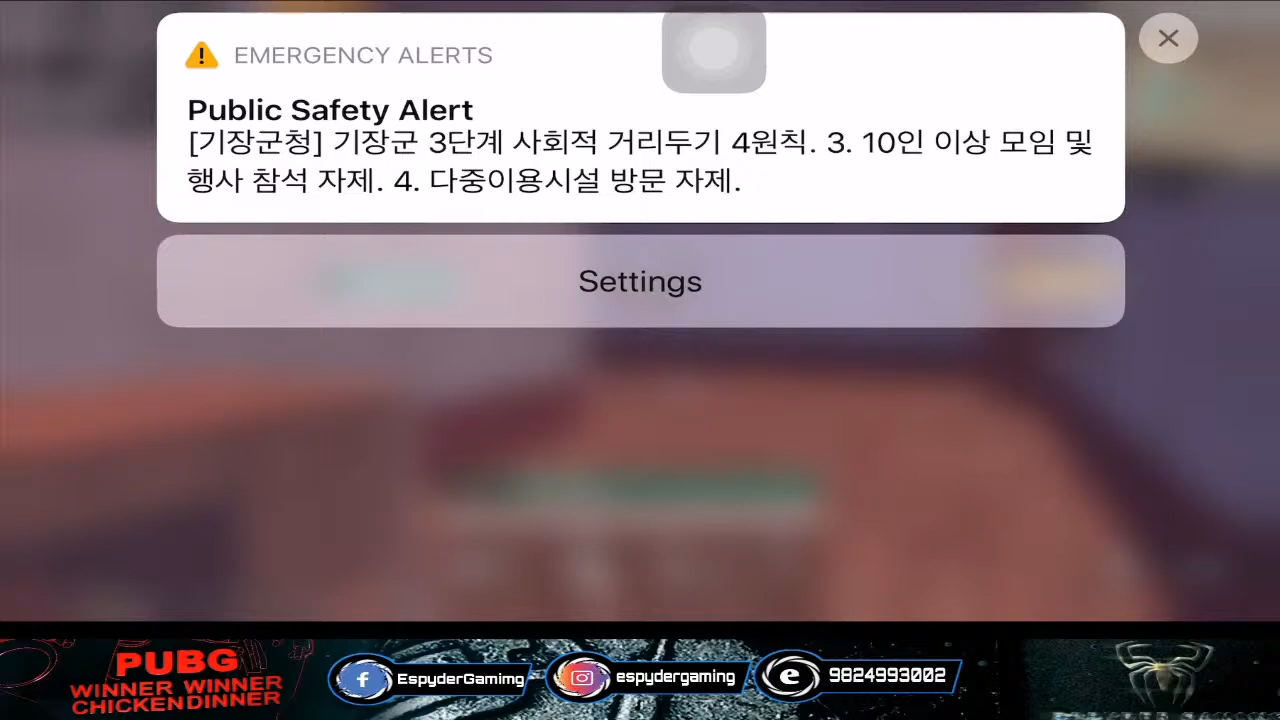 EMERGENCY ALERTS
Public Safety Alert
[기장군청] 기장군 3단계 사회적 거리두기 4원칙. 3. 10인 이상 모임 및
행사 참석 자제. 4. 다중이용시설 방문 자제.
Settings
PUBG
WINNER WINNER
CHICKEN DINNER
f EspyderGamimg
espydergaming
e 9824993002